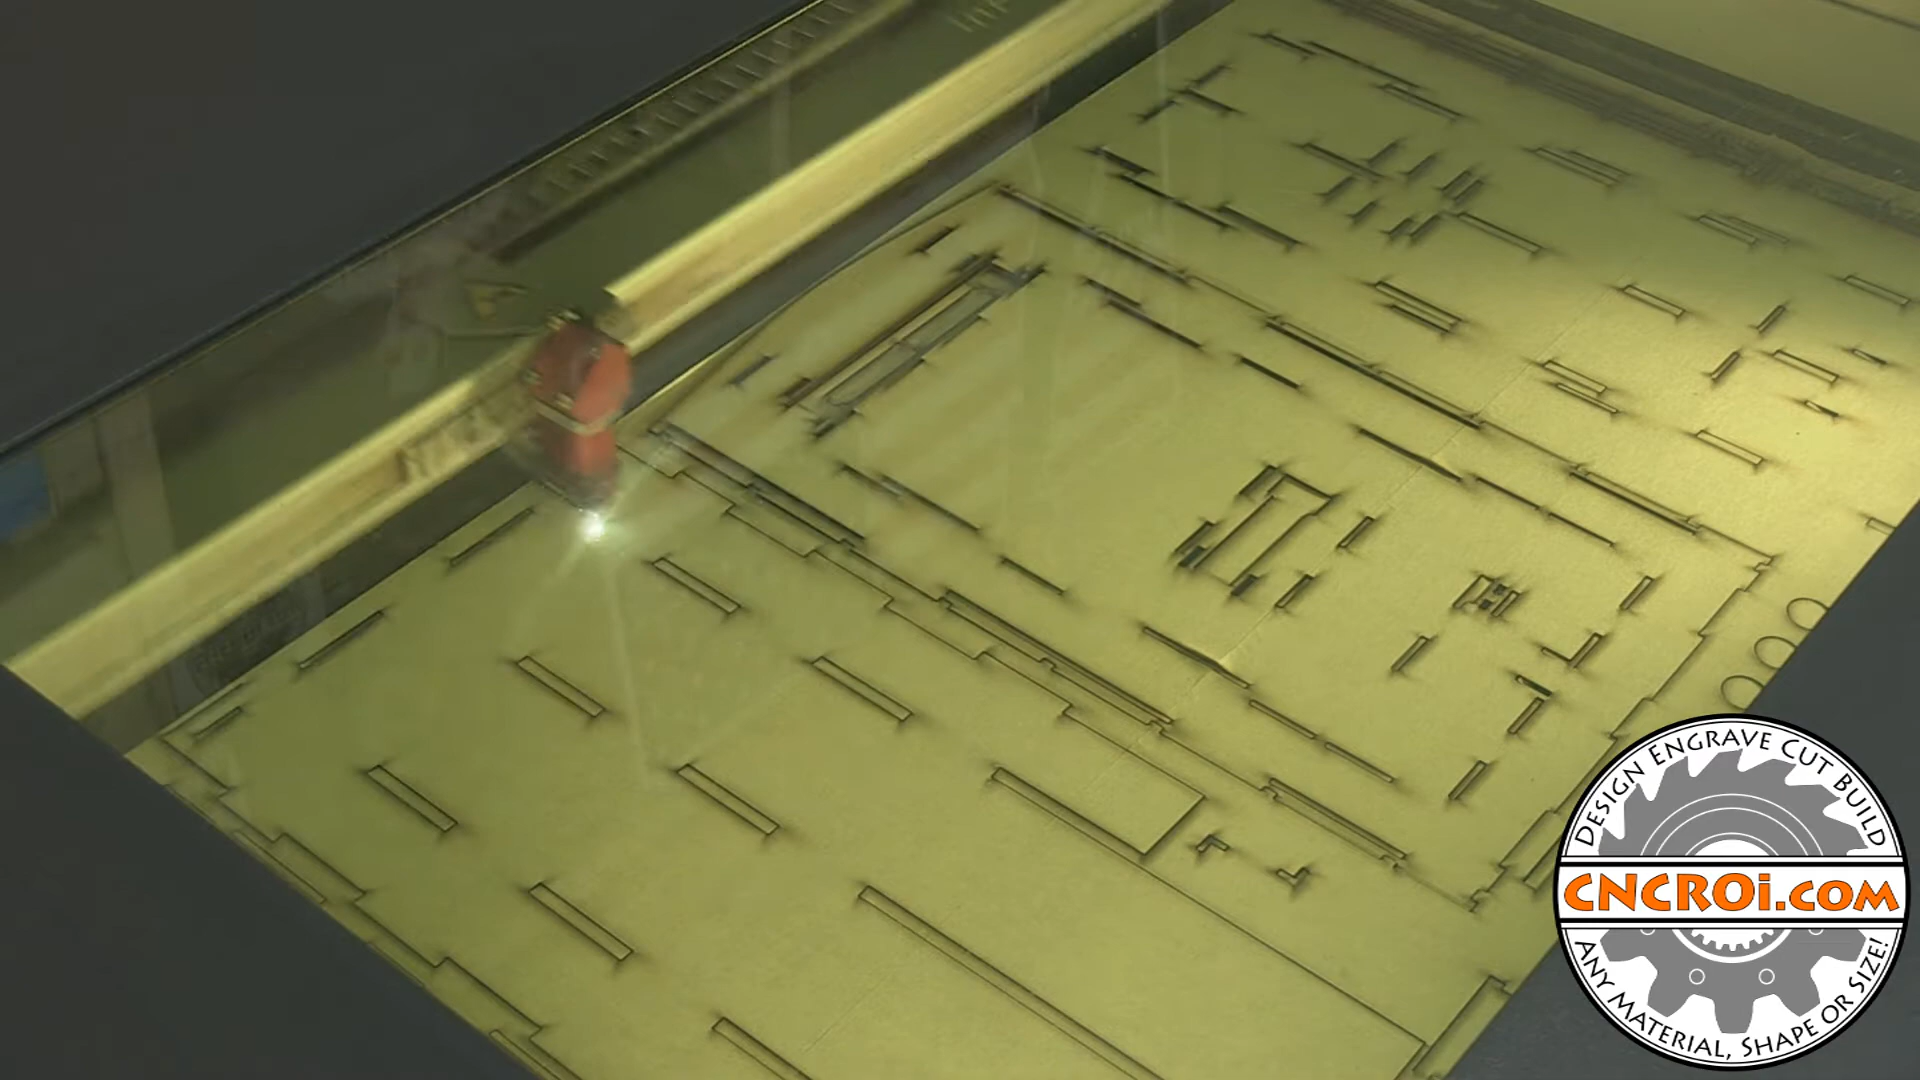 DESIGN ENGRAVE CUT BUILD
CNCROi.COM
ANY MATERIAL, SHAPE OR SIZE!